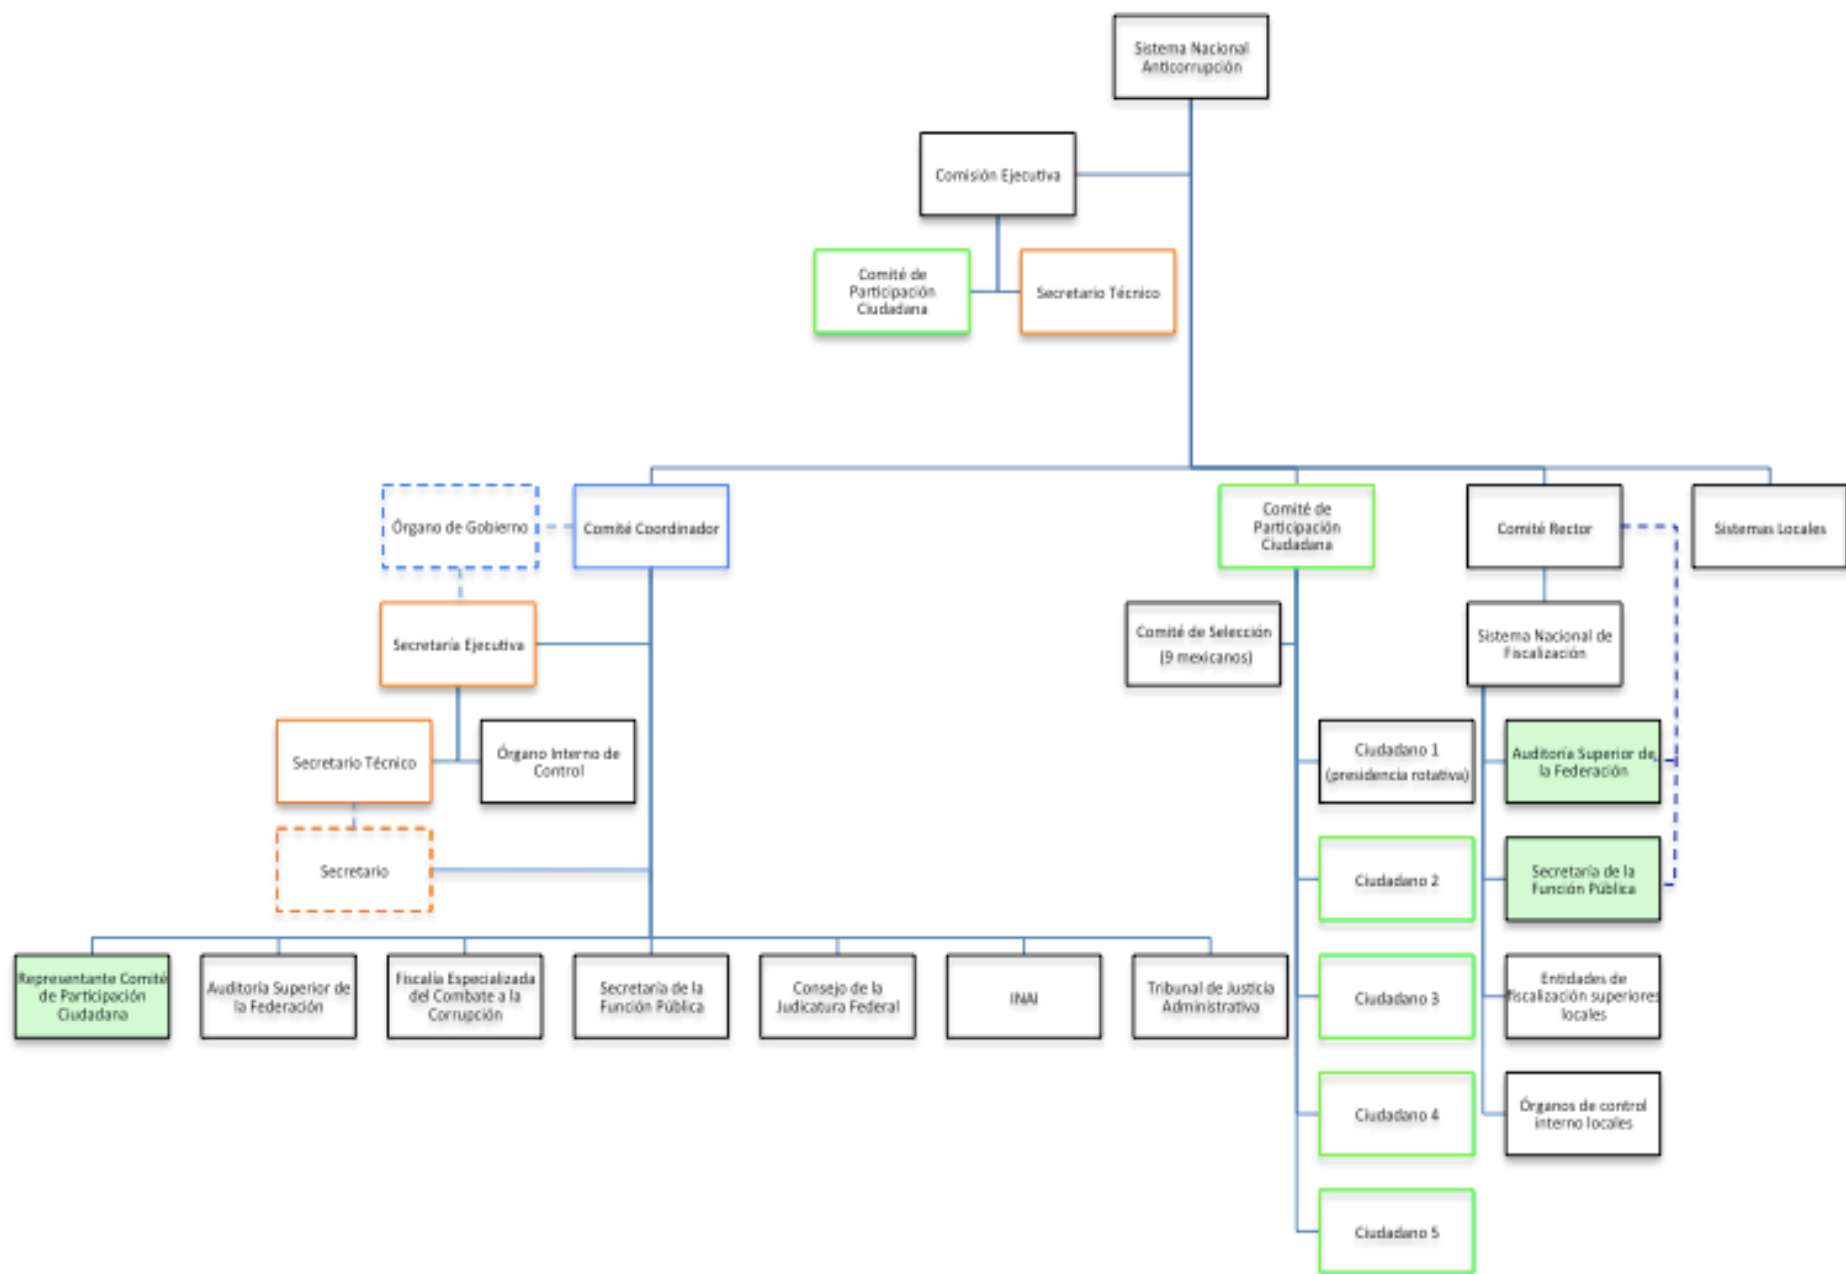 Sistema Nacional
Anticorrupción
Comisión Ejecutiva
Comité de
Participación
Ciudadana
Secretario Técnico
Órgano de Gobierno
Comité Coordinador
Comité de
Participación
Ciudadana
Comité Rector
Sistemas Locales
Secretaría Ejecutiva
Comité de Selección
(9 mexicanos)
Sistema Nacional de
Fiscalización
Secretario Técnico
Órgano Interno de
Control
Ciudadano 1
(presidencia rotativa)
Auditoría Superior de
la Federación
Secretario
Ciudadano 2
Secretaría de la
Función Pública
Representante Comité
de Participación
Ciudadana
Auditoría Superior de
la Federación
Fiscalía Especializada
del Combate a la
Corrupción
Secretaría de la
Función Pública
Consejo de la
Judicatura Federal
INAI
Tribunal de Justicia
Administrativa
Ciudadano 3
Entidades de
fiscalización superiores
locales
Ciudadano 4
Órganos de control
interno locales
Ciudadano 5